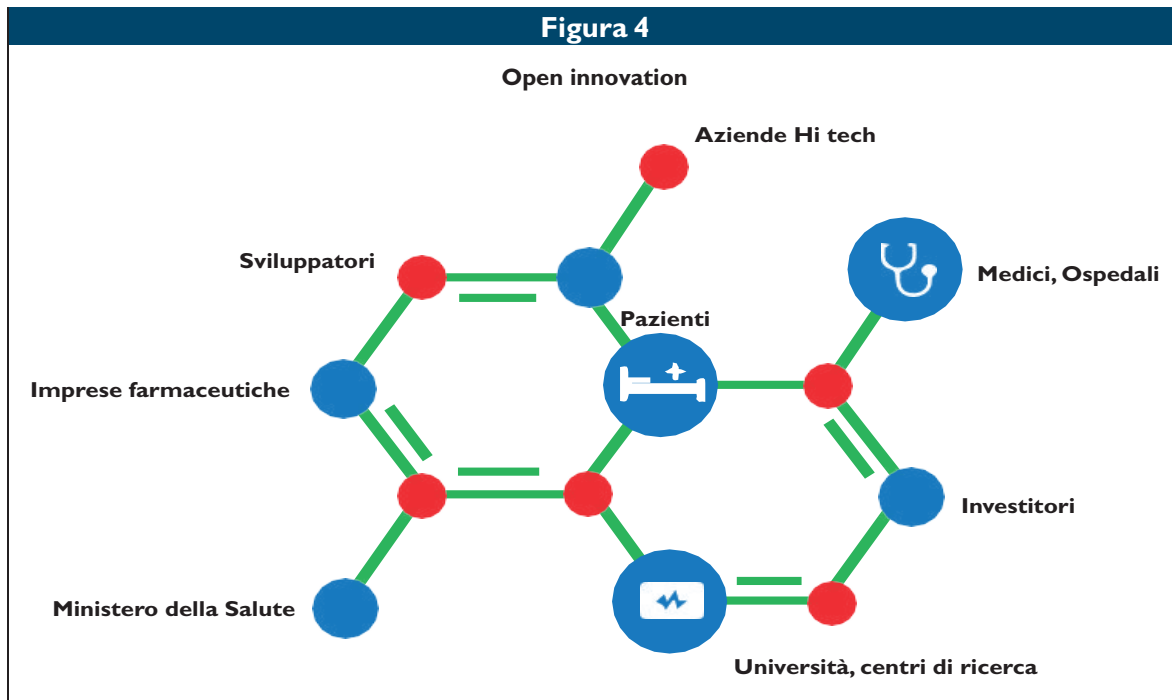 Figura 4
Open innovation
Aziende Hi tech
Sviluppatori
Medici, Ospedali
Pazienti
Imprese farmaceutiche
Investitori
Ministero della Salute
Università, centri di ricerca